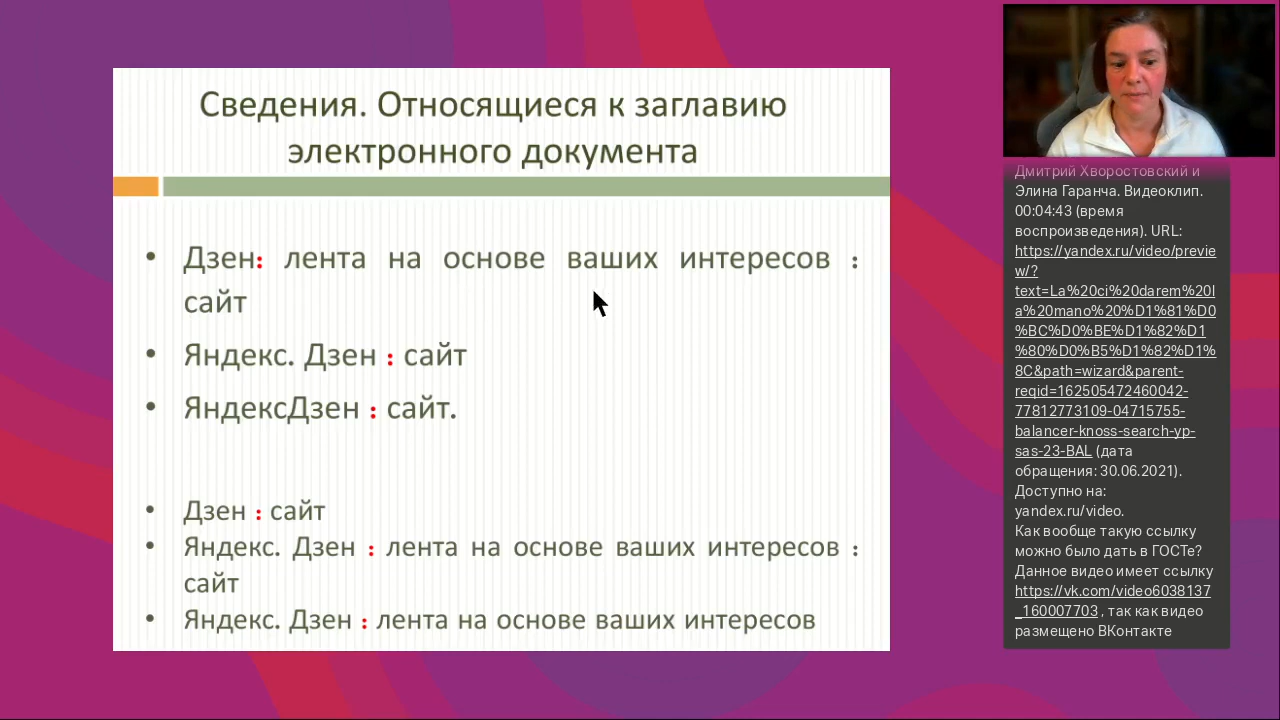 Сведения. Относящиеся к заглавию
электронного документа
• Дзен: лента на основе ваших интересов :
сайт
• Яндекс. Дзен : сайт
• ЯндексДзен : сайт.
• Дзен : сайт
• Яндекс. Дзен : лента на основе ваших интересов :
сайт
• Яндекс. Дзен : лента на основе ваших интересов
Дмитрий Хворостовский и
Элина Гаранча. Видеоклип.
00:04:43 (время
воспроизведения). URL:
https://yandex.ru/video/previe
w/?
text=La%20ci%20darem%20l
a%20mano%20%D1%81%D0
%BC%D0%BE%D1%82%D1
%80%D0%B5%D1%82%D1%
8C&path=wizard&parent-
reqid=162505472460042-
77812773109-04715755-
balancer-knoss-search-yp-
sas-23-BAL (дата
обращения: 30.06.2021).
Доступно на:
yandex.ru/video.
Как вообще такую ссылку
можно было дать в ГОСТе?
Данное видео имеет ссылку
https://vk.com/video6038137
_160007703 , так как видео
размещено ВКонтакте